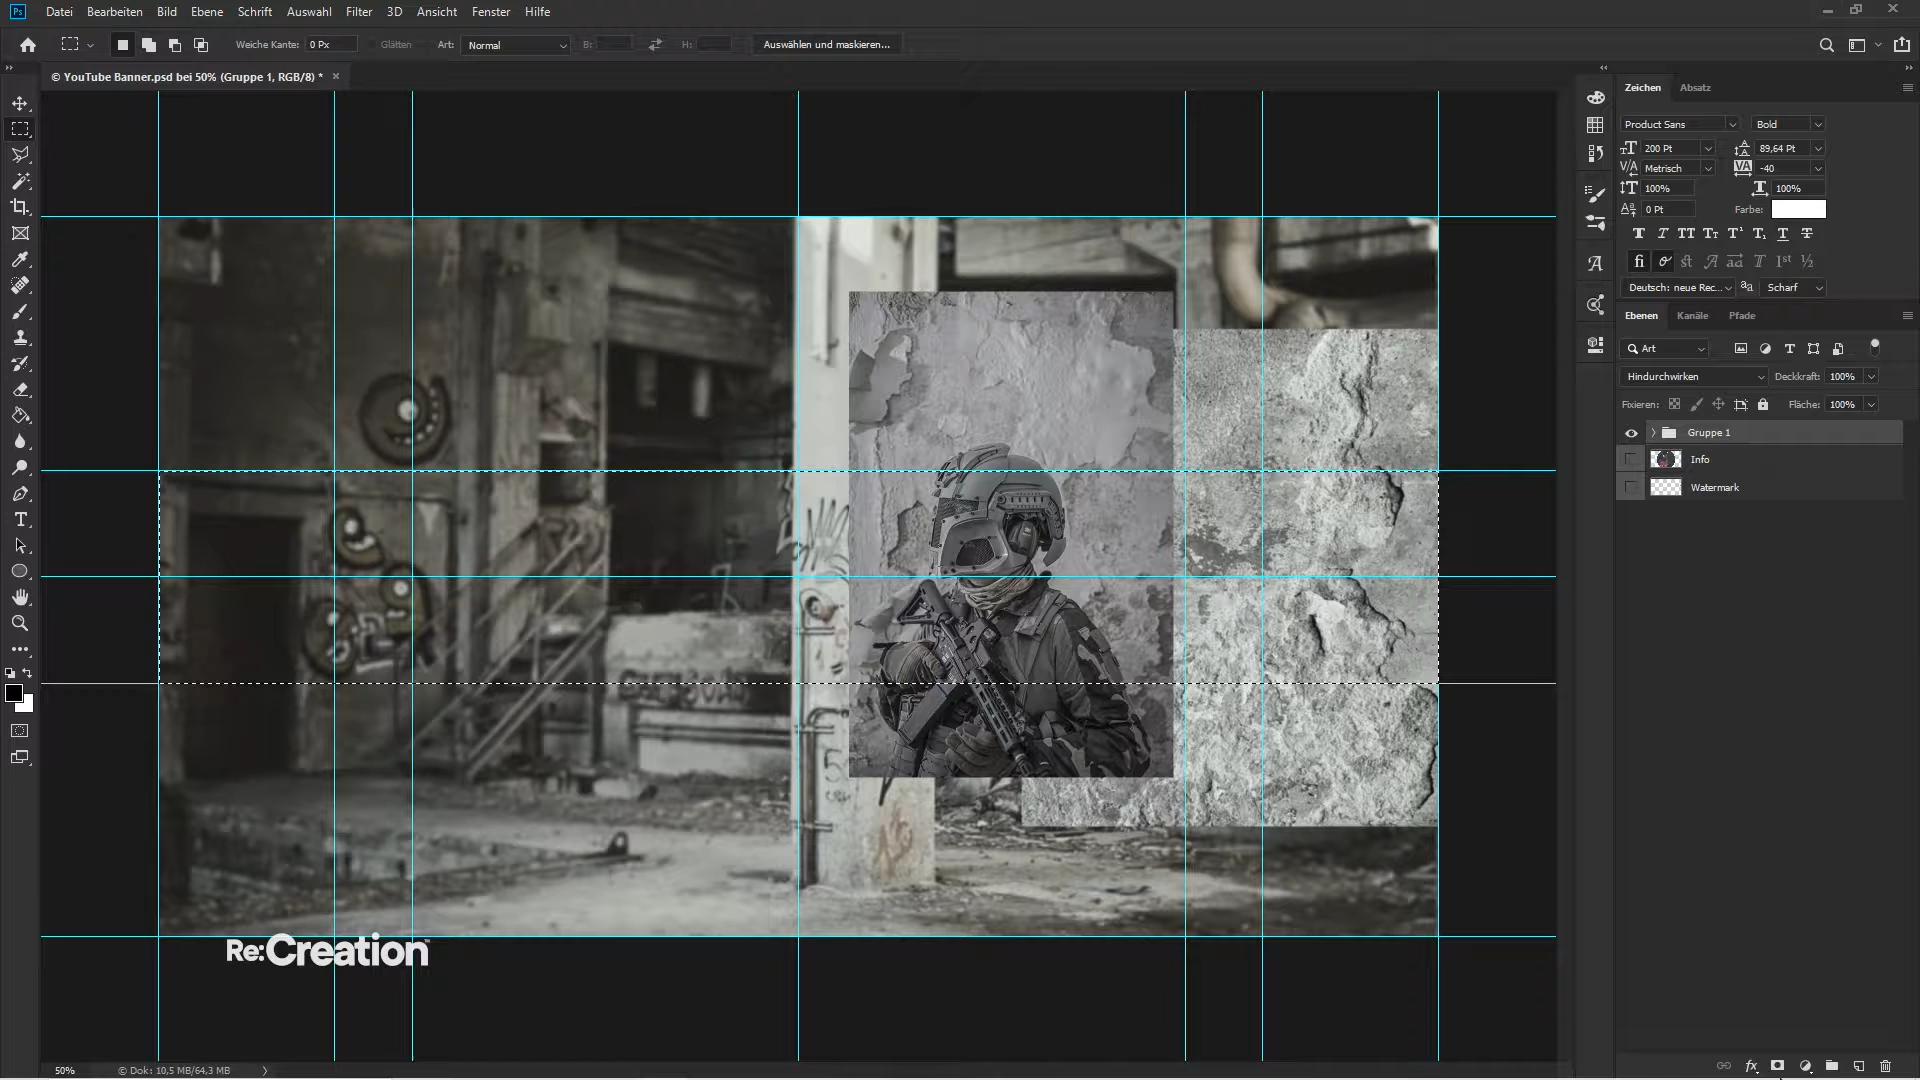 Ps Datei Bearbeiten Bild Ebene Schrift Auswahl Filter 3D Ansicht Fenster Hilfe
Weiche Kante: 0 Px Glätten Art: Normal B: H: Auswählen und maskieren...
© YouTube Banner.psd bei 50% (Gruppe 1, RGB/8) *
Zeichen Absatz
Product Sans Bold
200 Pt 89,64 Pt
Metrisch -40
100% 100%
0 Pt Farbe:
Deutsch: neue Rec... Scharf
Ebenen Kanäle Pfade
Art
Hindurchwirken Deckkraft: 100%
Fixieren: Fläche: 100%
Gruppe 1
Info
Watermark
Re:Creation
50% © Dok: 10,5 MB/64,3 MB